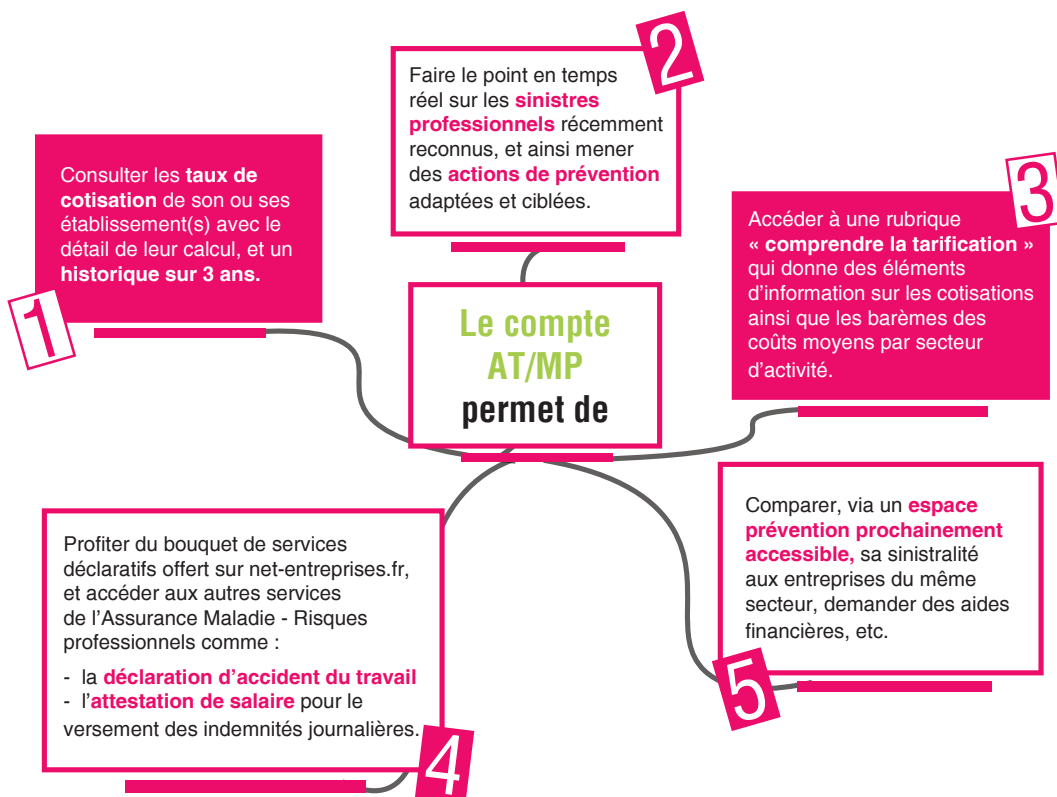 Le compte
AT/MP
permet de
1
Consulter les taux de
cotisation de son ou ses
établissement(s) avec le
détail de leur calcul, et un
historique sur 3 ans.
2
Faire le point en temps
réel sur les sinistres
professionnels récemment
reconnus, et ainsi mener
des actions de prévention
adaptées et ciblées.
3
Accéder à une rubrique
« comprendre la tarification »
qui donne des éléments
d’information sur les cotisations
ainsi que les barèmes des
coûts moyens par secteur
d’activité.
4
Profiter du bouquet de services
déclaratifs offert sur net-entreprises.fr,
et accéder aux autres services
de l’Assurance Maladie - Risques
professionnels comme :
- la déclaration d’accident du travail
- l’attestation de salaire pour le
versement des indemnités journalières.
5
Comparer, via un espace
prévention prochainement
accessible, sa sinistralité
aux entreprises du même
secteur, demander des aides
financières, etc.